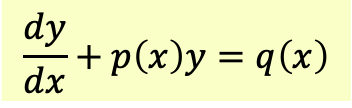 dy/dx + p(x)y = q(x)